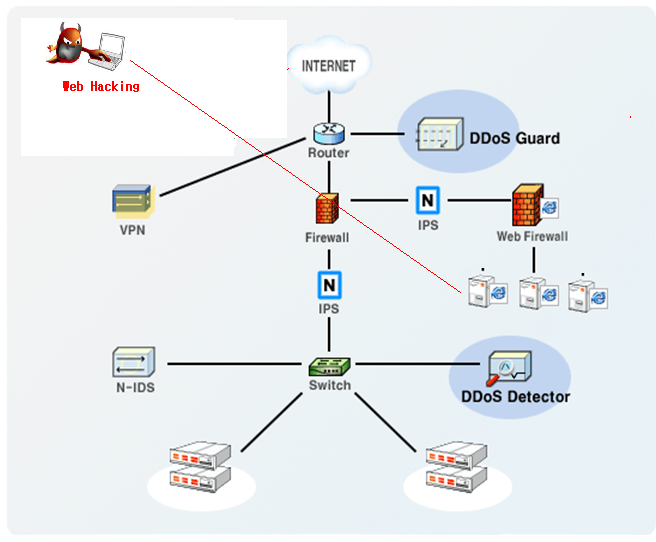 Web Hacking
INTERNET
Router
DDoS Guard
VPN
Firewall
N
IPS
Web Firewall
N
IPS
N-IDS
Switch
DDoS Detector